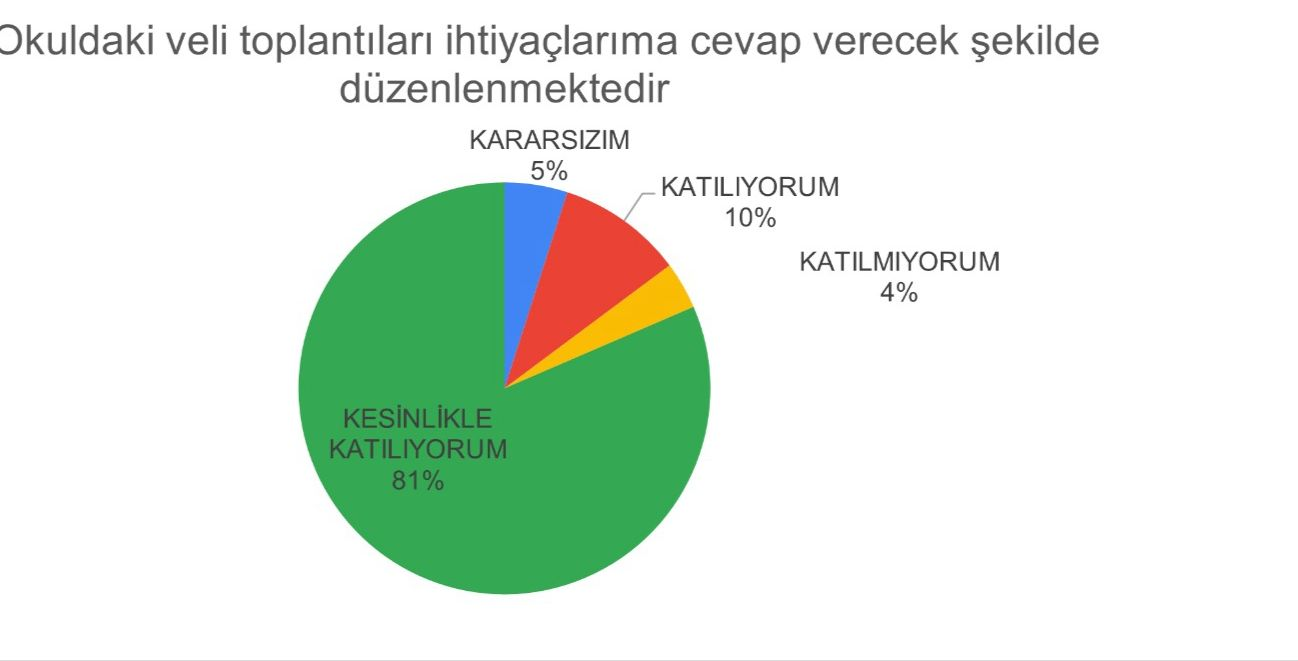 Okuldaki veli toplantıları ihtiyaçlarıma cevap verecek şekilde
düzenlenmektedir
KARARSIZIM
5%
KATILIYORUM
10%
KATILMIYORUM
4%
KESİNLİKLE
KATILIYORUM
81%